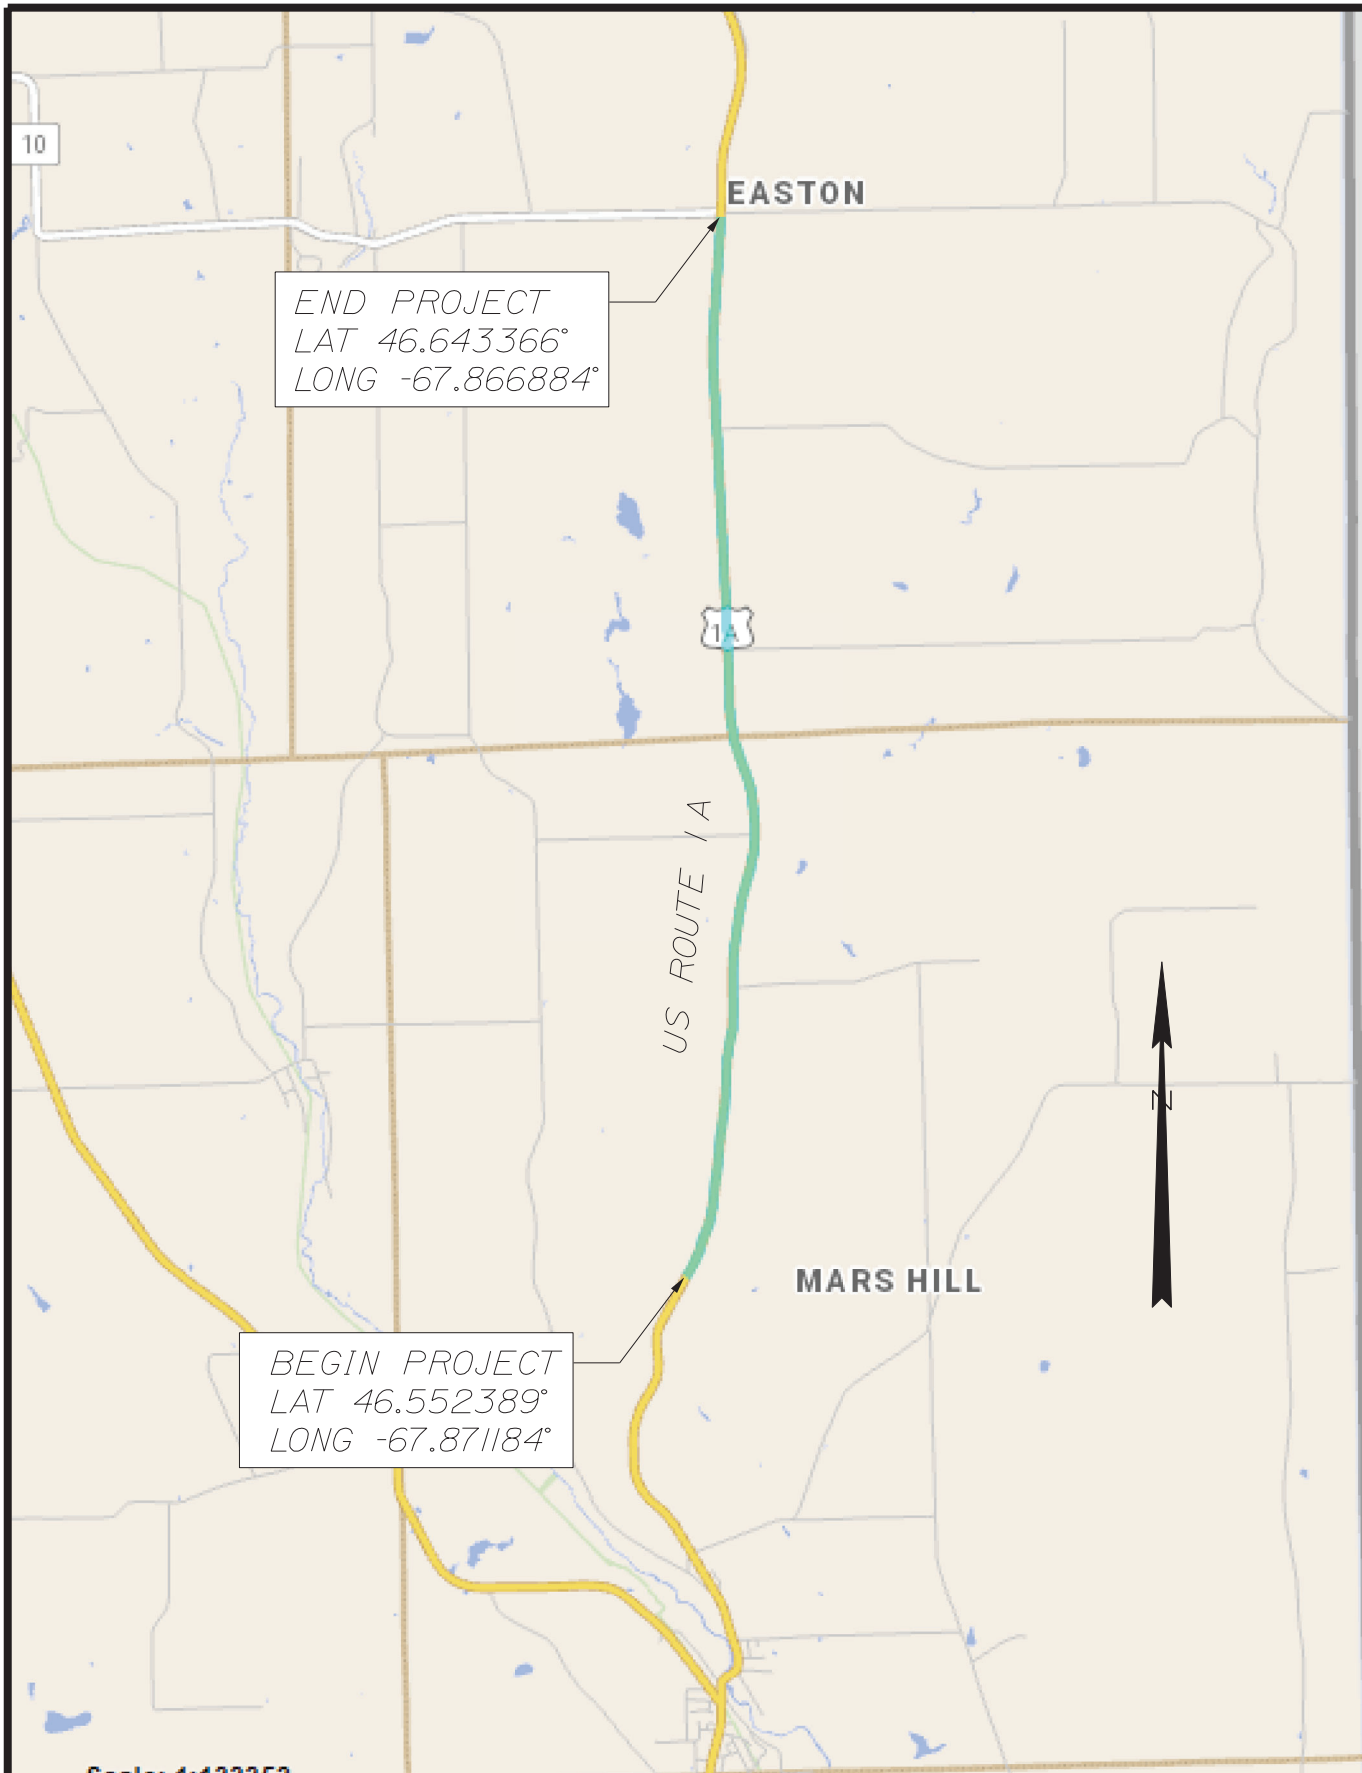 10
EASTON
END PROJECT
LAT 46.643366°
LONG -67.866884°
1A
US ROUTE 1A
N
MARS HILL
BEGIN PROJECT
LAT 46.552389°
LONG -67.871184°